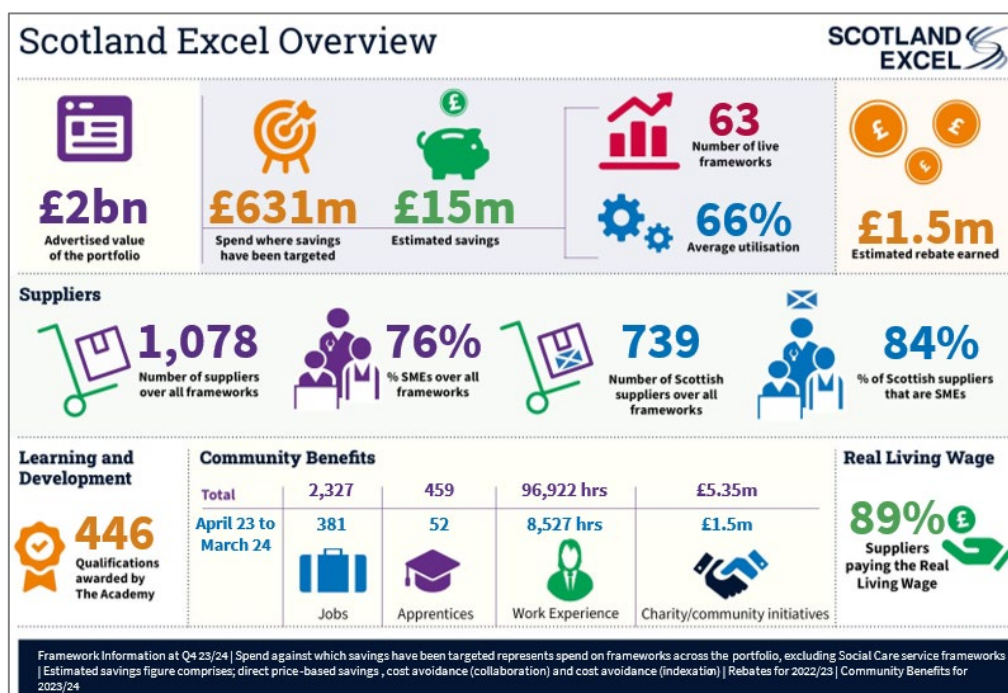 Scotland Excel Overview
SCOTLAND
EXCEL
£2bn
Advertised value
of the portfolio
£631m
Spend where savings
have been targeted
£
£15m
Estimated savings
63
Number of live
frameworks
66%
Average utilisation
£
£
£
£1.5m
Estimated rebate earned
Suppliers
1,078
Number of suppliers
over all frameworks
76%
% SMEs over all
frameworks
739
Number of Scottish
suppliers over all
frameworks
84%
% of Scottish suppliers
that are SMEs
Learning and
Development
446
Qualifications
awarded by
The Academy
Community Benefits
Total 2,327 459 96,922 hrs £5.35m
April 23 to 381 52 8,527 hrs £1.5m
March 24
Jobs Apprentices Work Experience Charity/community initiatives
Real Living Wage
89% £
Suppliers
paying the Real
Living Wage
Framework Information at Q4 23/24 | Spend against which savings have been targeted represents spend on frameworks across the portfolio, excluding Social Care service frameworks
| Estimated savings figure comprises; direct price-based savings , cost avoidance (collaboration) and cost avoidance (indexation) | Rebates for 2022/23 | Community Benefits for
2023/24